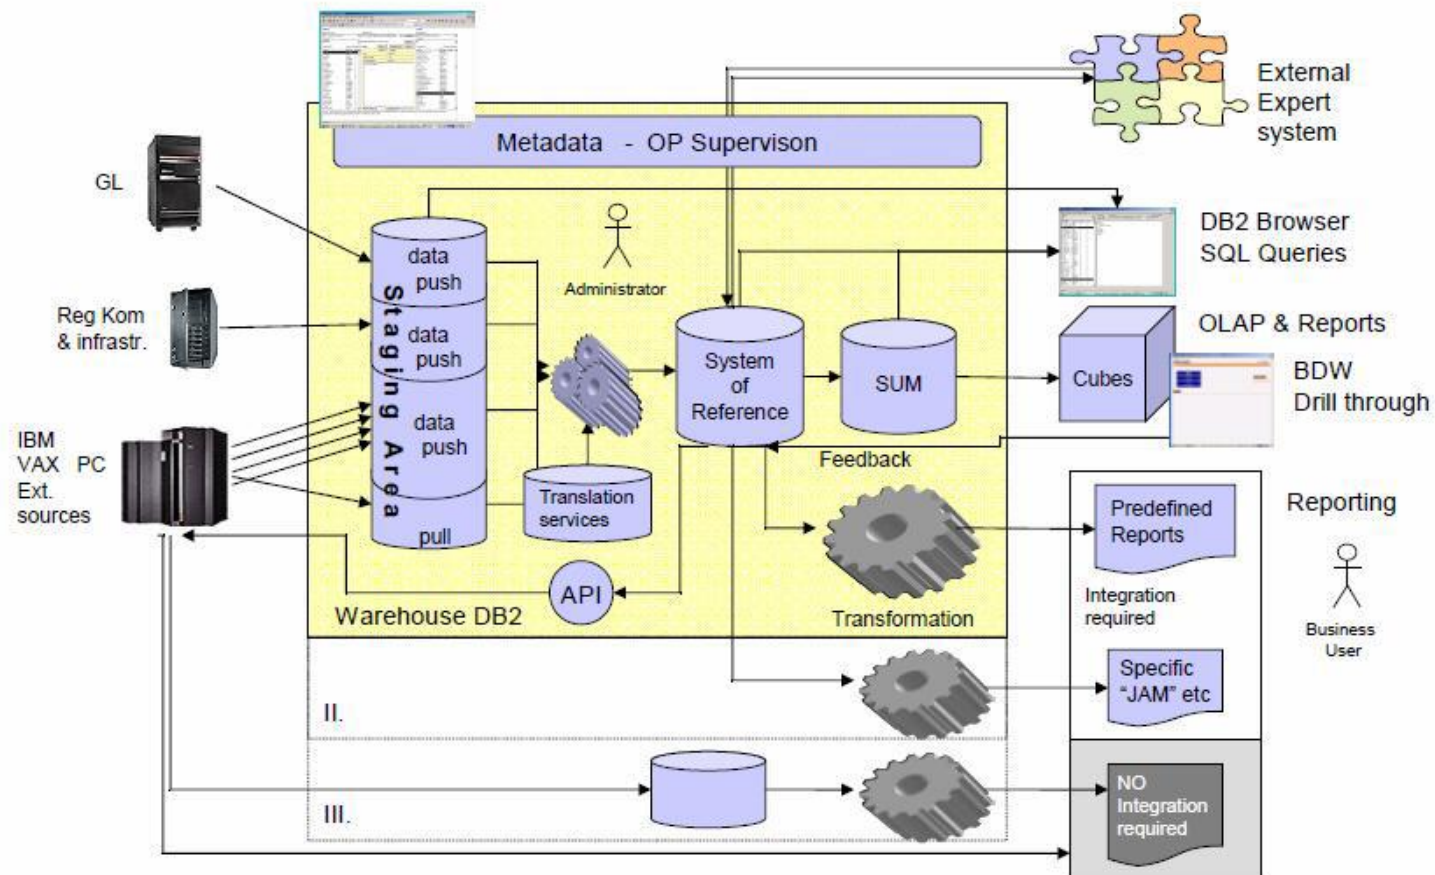 Metadata - OP Supervison
External
Expert
system
GL
DB2 Browser
SQL Queries
Administrator
data
push
Reg Kom
& infrastr.
data
push
Staging Area
System
of
Reference
SUM
OLAP & Reports
Cubes
BDW
Drill through
data
push
IBM
VAX PC
Ext.
sources
Feedback
Translation
services
pull
Predefined
Reports
Reporting
API
Integration
required
Warehouse DB2
Transformation
Business
User
Specific
“JAM” etc
II.
NO
Integration
required
III.